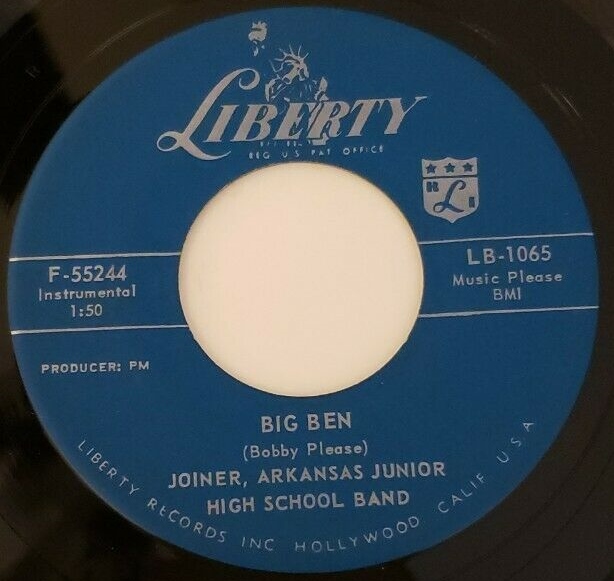 LIBERTY
REG US PAT OFFICE
L
F-55244
Instrumental
1:50
LB-1065
Music Please
BMI
PRODUCER: PM
BIG BEN
(Bobby Please)
JOINER, ARKANSAS JUNIOR
HIGH SCHOOL BAND
LIBERTY RECORDS INC HOLLYWOOD CALIF USA